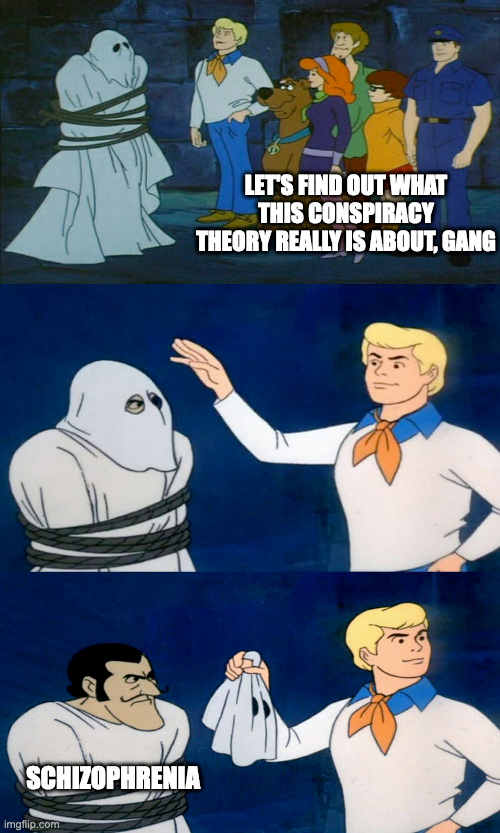 LET'S FIND OUT WHAT
THIS CONSPIRACY
THEORY REALLY IS ABOUT, GANG
SCHIZOPHRENIA
imgflip.com